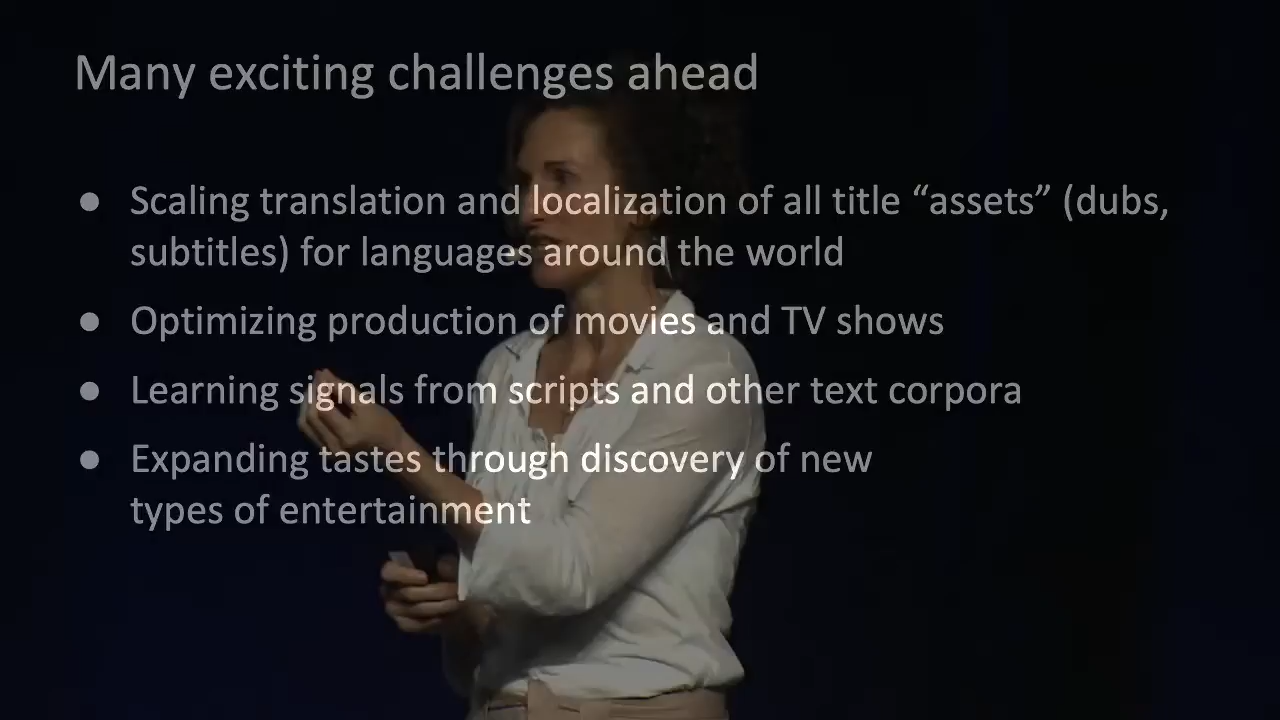 Many exciting challenges ahead
● Scaling translation and localization of all title “assets” (dubs,
subtitles) for languages around the world
● Optimizing production of movies and TV shows
● Learning signals from scripts and other text corpora
● Expanding tastes through discovery of new
types of entertainment